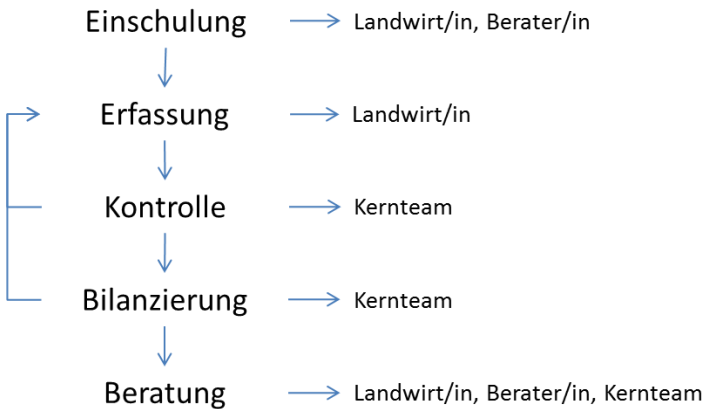 Einschulung → Landwirt/in, Berater/in
Erfassung → Landwirt/in
Kontrolle → Kernteam
Bilanzierung → Kernteam
Beratung → Landwirt/in, Berater/in, Kernteam